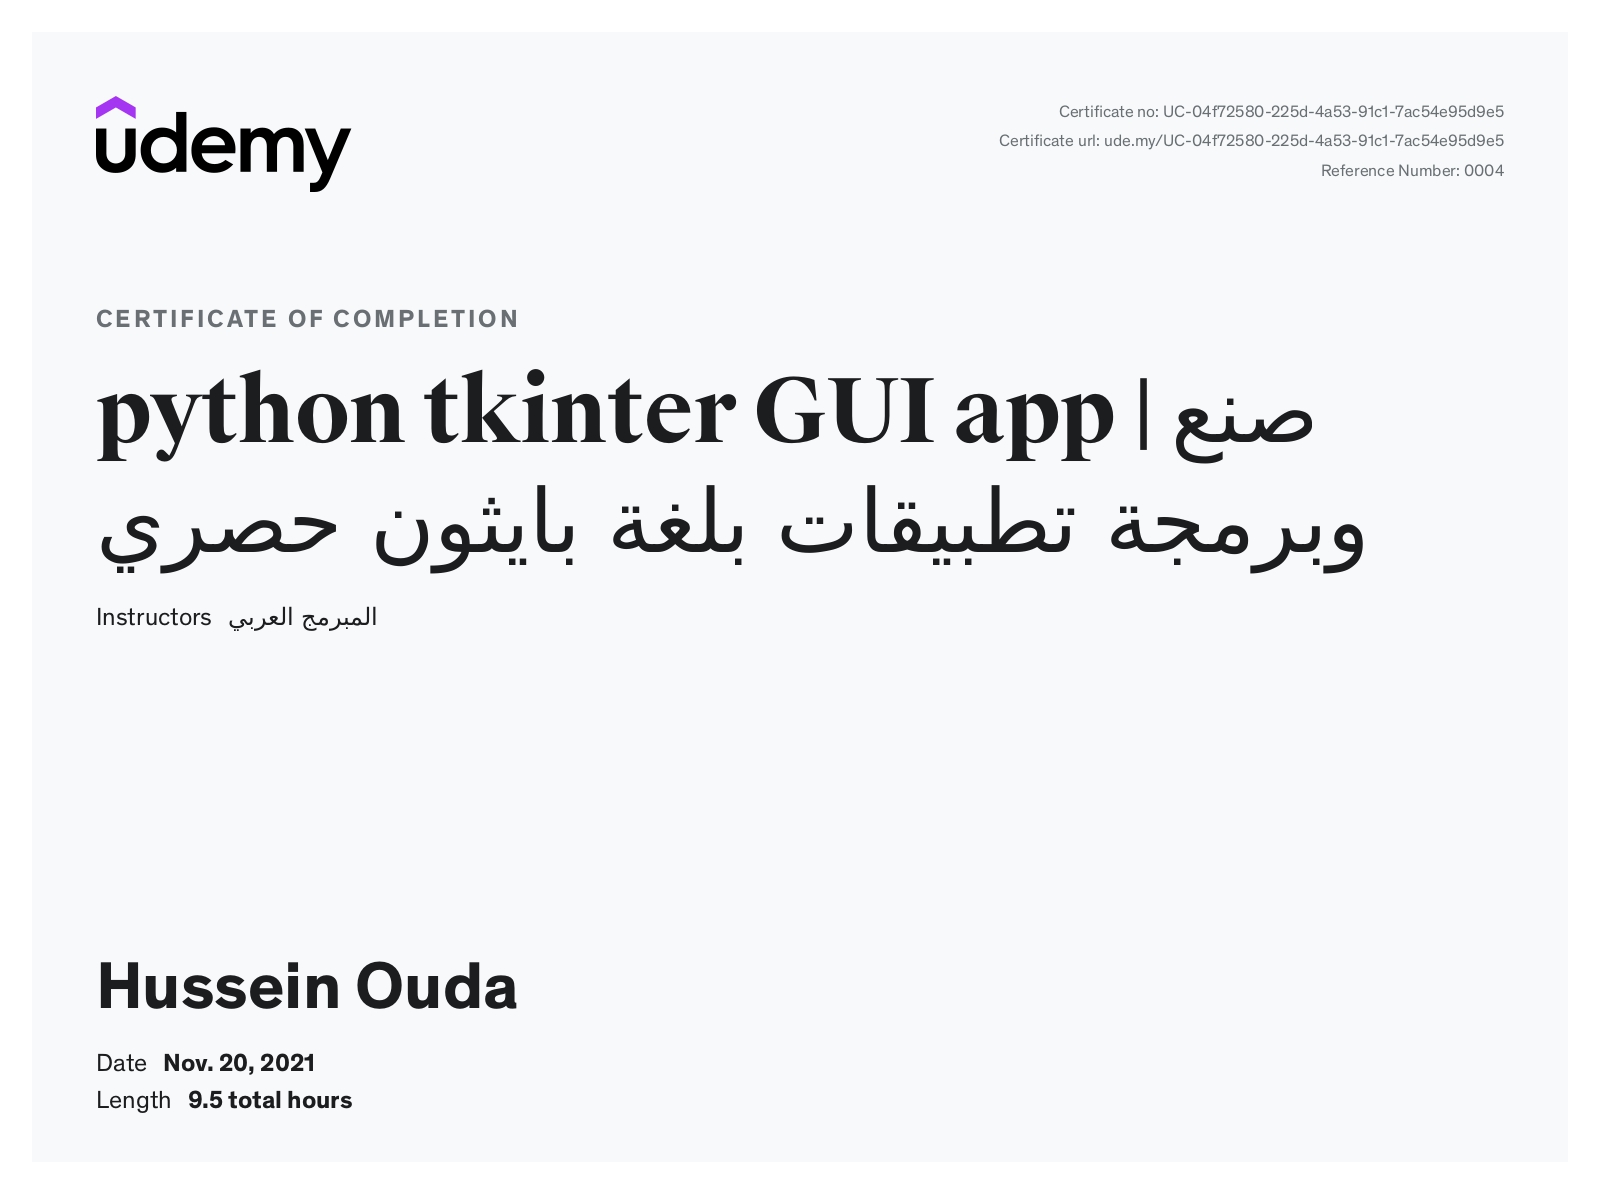 udemy
Certificate no: UC-04f72580-225d-4a53-91c1-7ac54e95d9e5
Certificate url: ude.my/UC-04f72580-225d-4a53-91c1-7ac54e95d9e5
Reference Number: 0004
CERTIFICATE OF COMPLETION
python tkinter GUI app | صنع
وبرمجة تطبيقات بلغة بايثون حصري
Instructors المبرمج العربي
Hussein Ouda
Date Nov. 20, 2021
Length 9.5 total hours